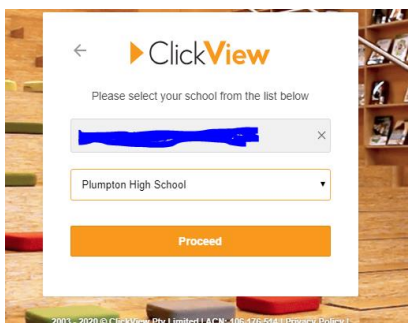 ClickView
Please select your school from the list below
Plumpton High School
Proceed
2003 - 2020 © ClickView Pty Limited | ACN: 106-176-514 | Privacy Policy |